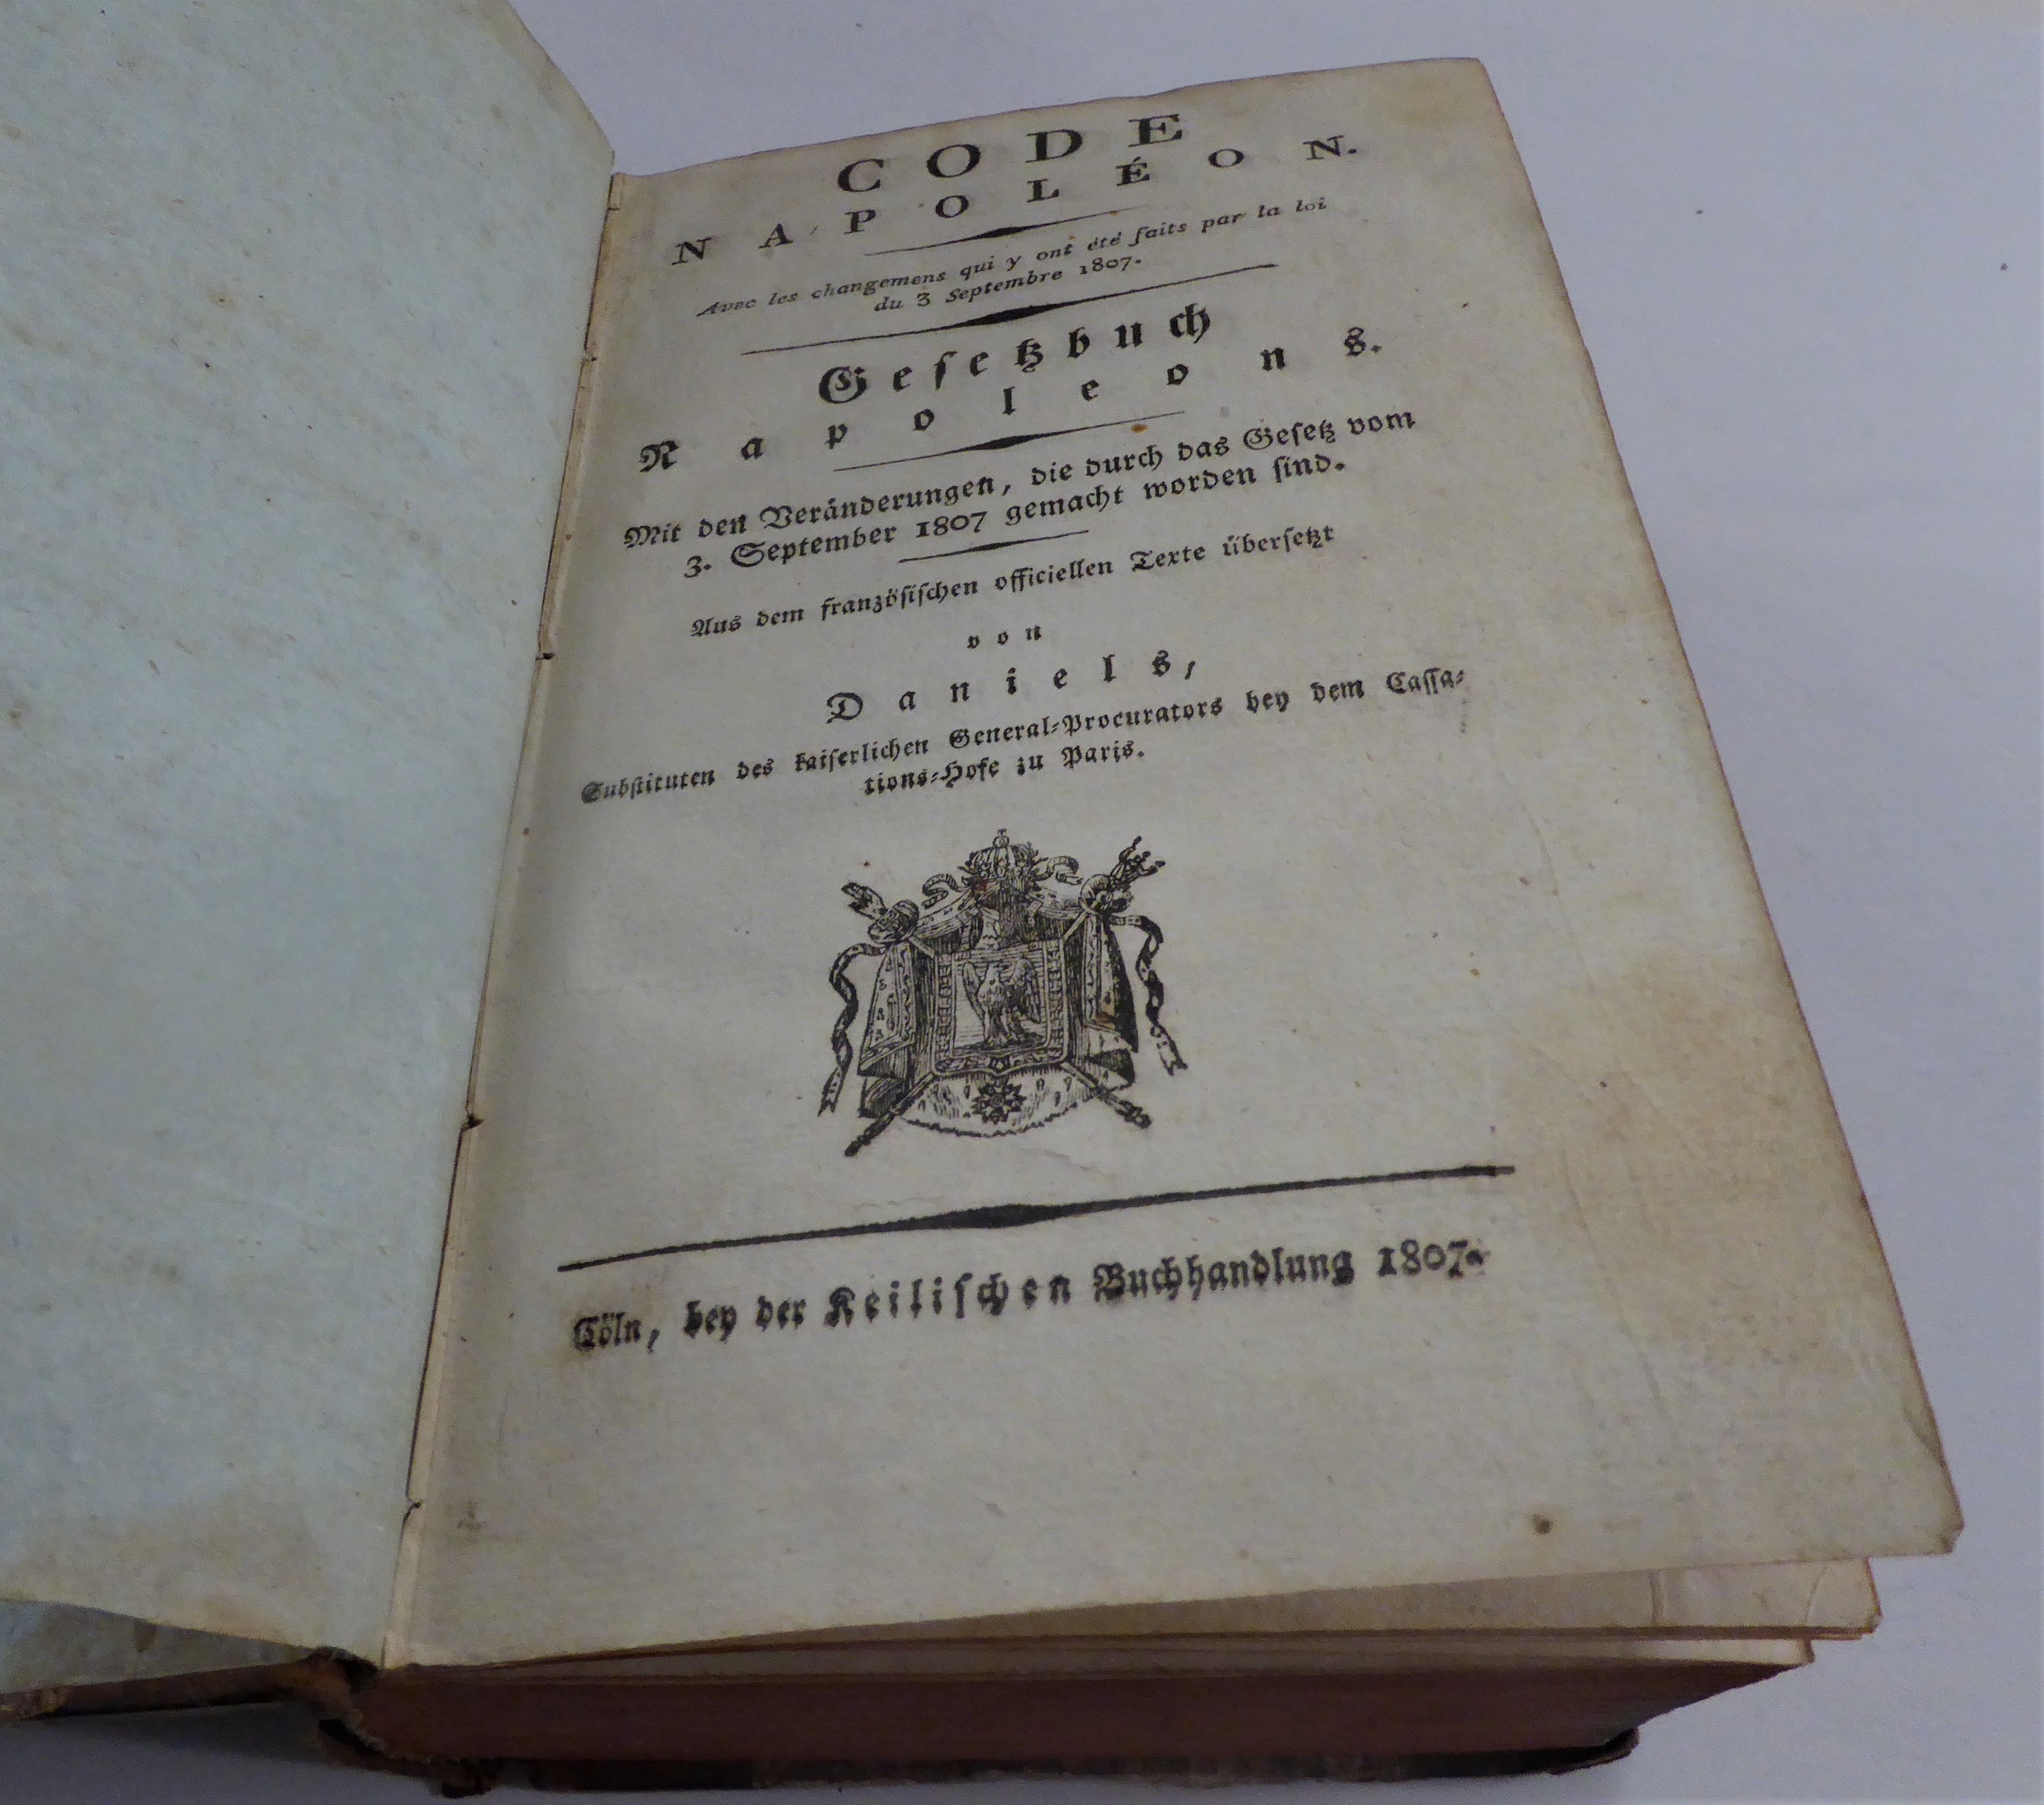 CODE
NAPOLÉON.
Avec les changemens qui y ont été faits par la loi
du 3 Septembre 1807.
Geſetzbuch
Napoleons.
Mit den Veränderungen, die durch das Geſetz vom
3. September 1807 gemacht worden ſind.
Aus dem franzöſiſchen officiellen Texte überſetzt
von
Daniels,
Subſtituten des kaiſerlichen General-Procurators bey dem Caſſa-
tions-Hofe zu Paris.
Cöln, bey der Keiliſchen Buchhandlung 1807.